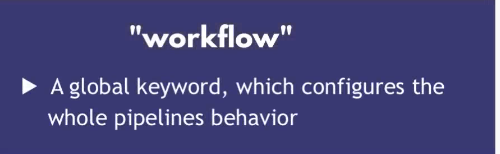 "workflow"
▶ A global keyword, which configures the
whole pipelines behavior